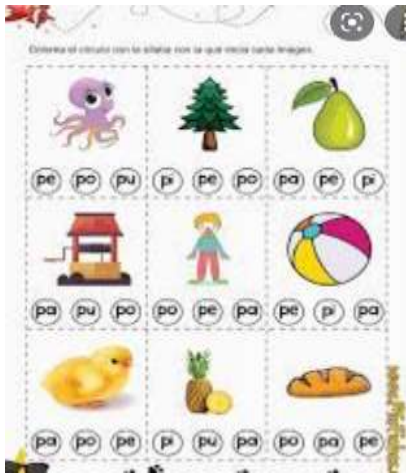 Colorea el círculo con la sílaba con la que inicia cada imagen.
pe po pu pi pe po pa pe pi
pa pu po po pe pa pe pi pa
pa po pe pi pu pa po pa pe